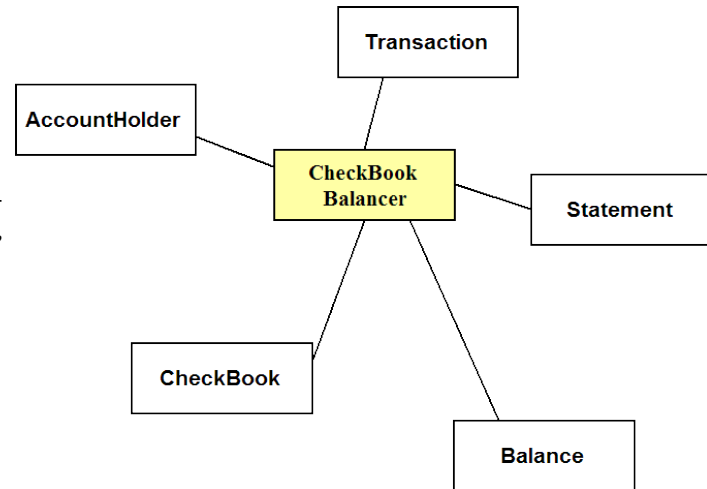 Transaction
AccountHolder
CheckBook
Balancer
Statement
CheckBook
Balance